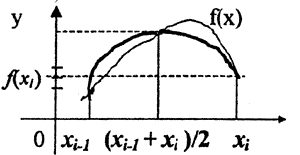 y
f(x)
f(xᵢ)
0 xᵢ₋₁ (xᵢ₋₁ + xᵢ)/2 xᵢ